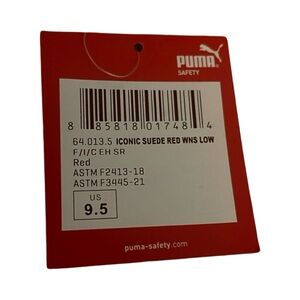 PUMA
SAFETY
8 85818 01748 4
64.013.5 ICONIC SUEDE RED WNS LOW
F/I/C EH SR
Red
ASTM F2413-18
ASTM F3445-21
US
9.5
puma-safety.com